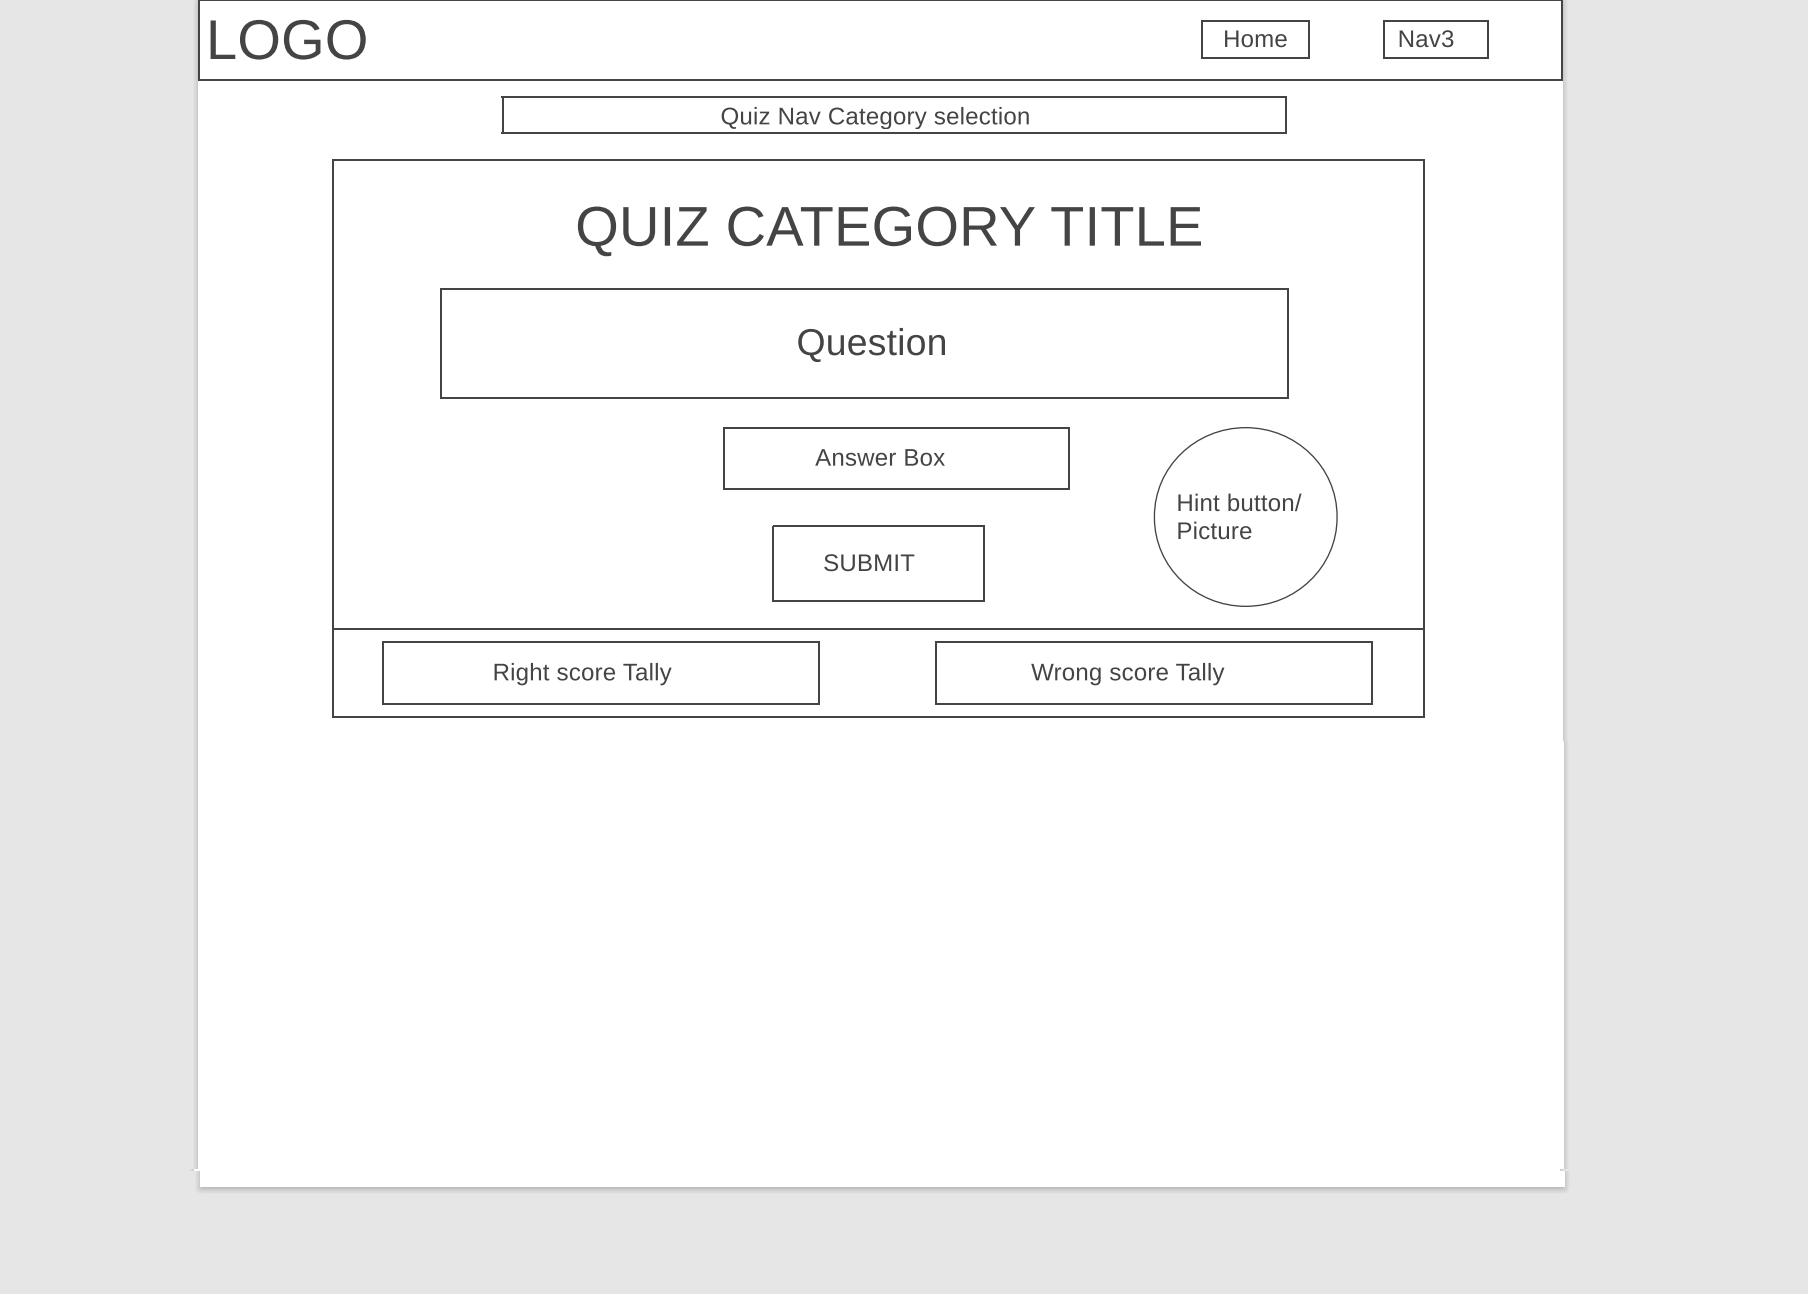 LOGO
Home
Nav3
Quiz Nav Category selection
QUIZ CATEGORY TITLE
Question
Answer Box
Hint button/
Picture
SUBMIT
Right score Tally
Wrong score Tally